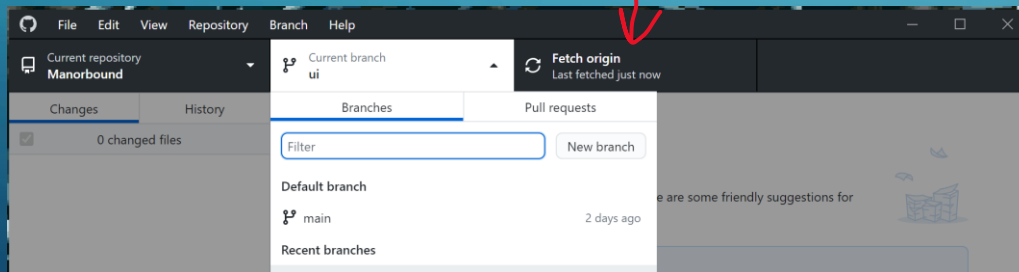 File Edit View Repository Branch Help
Current repository
Manorbound
Current branch
ui
Fetch origin
Last fetched just now
Changes History
0 changed files
Branches Pull requests
Filter
New branch
Default branch
main 2 days ago
Recent branches
e are some friendly suggestions for